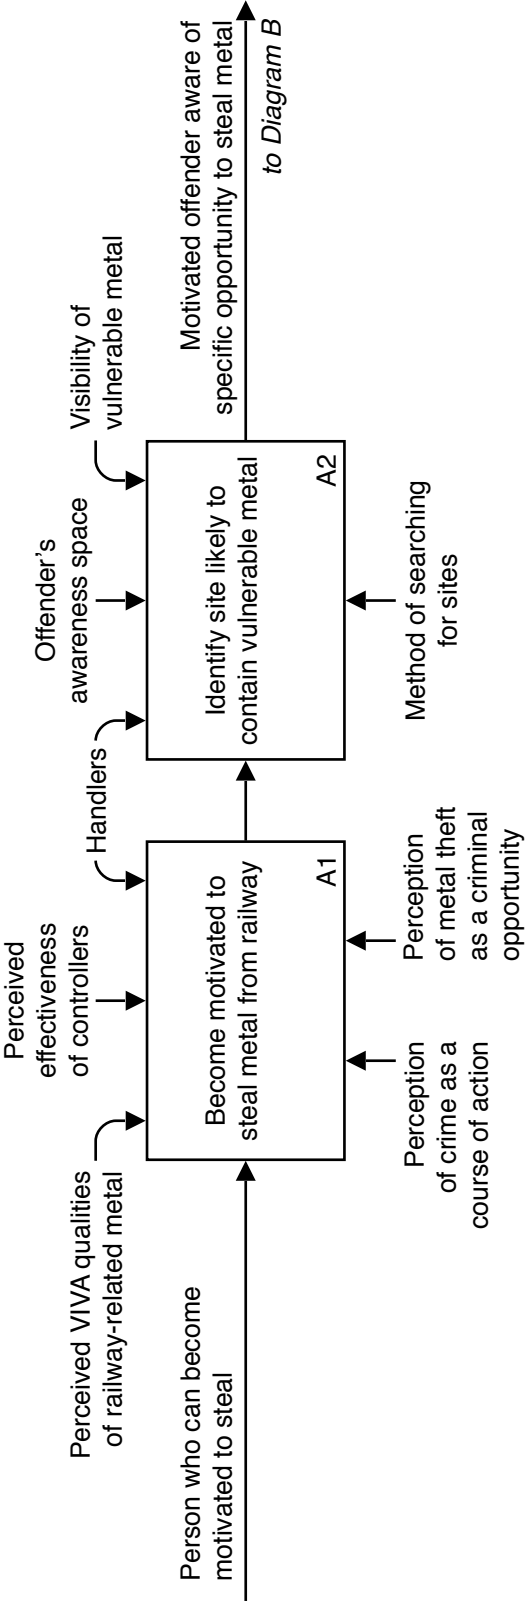 Person who can become
motivated to steal
Perceived VIVA qualities
of railway-related metal
Perceived
effectiveness
of controllers
Handlers
Become motivated to
steal metal from railway
A1
Perception
of crime as a
course of action
Perception
of metal theft
as a criminal
opportunity
Offender's
awareness space
Visibility of
vulnerable metal
Identify site likely to
contain vulnerable metal
A2
Method of searching
for sites
Motivated offender aware of
specific opportunity to steal metal
to Diagram B